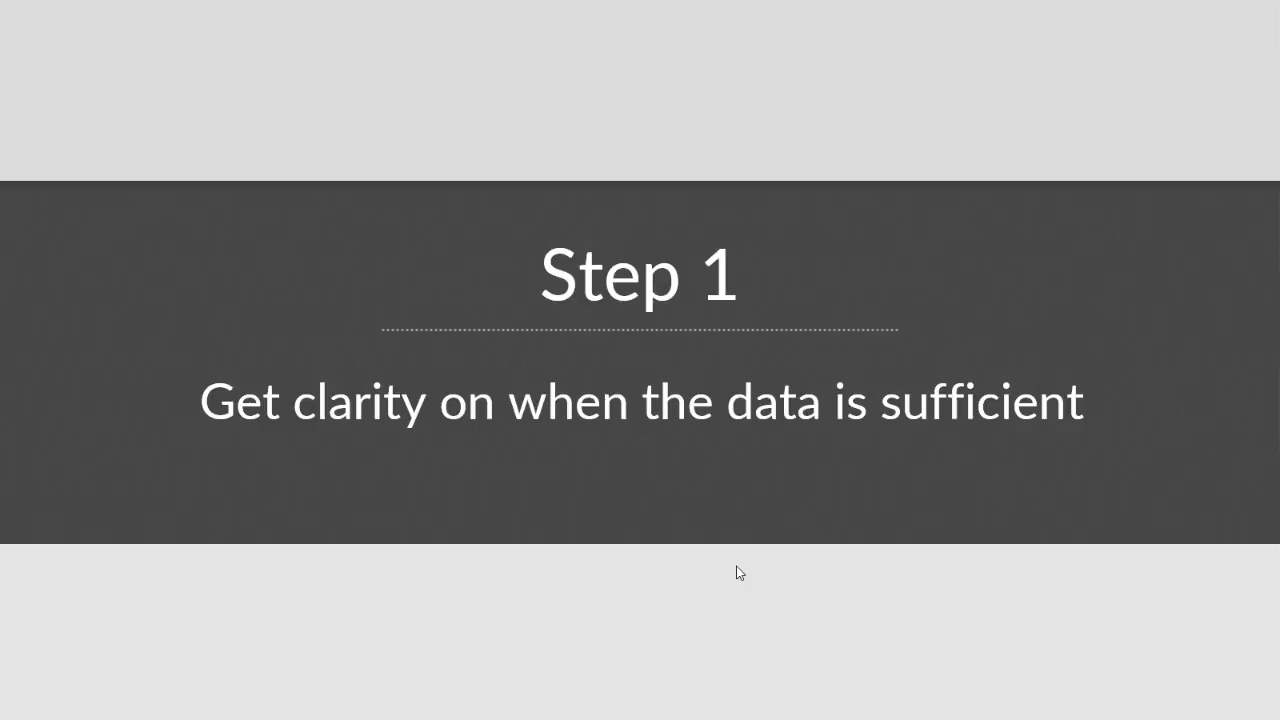 Step 1
Get clarity on when the data is sufficient